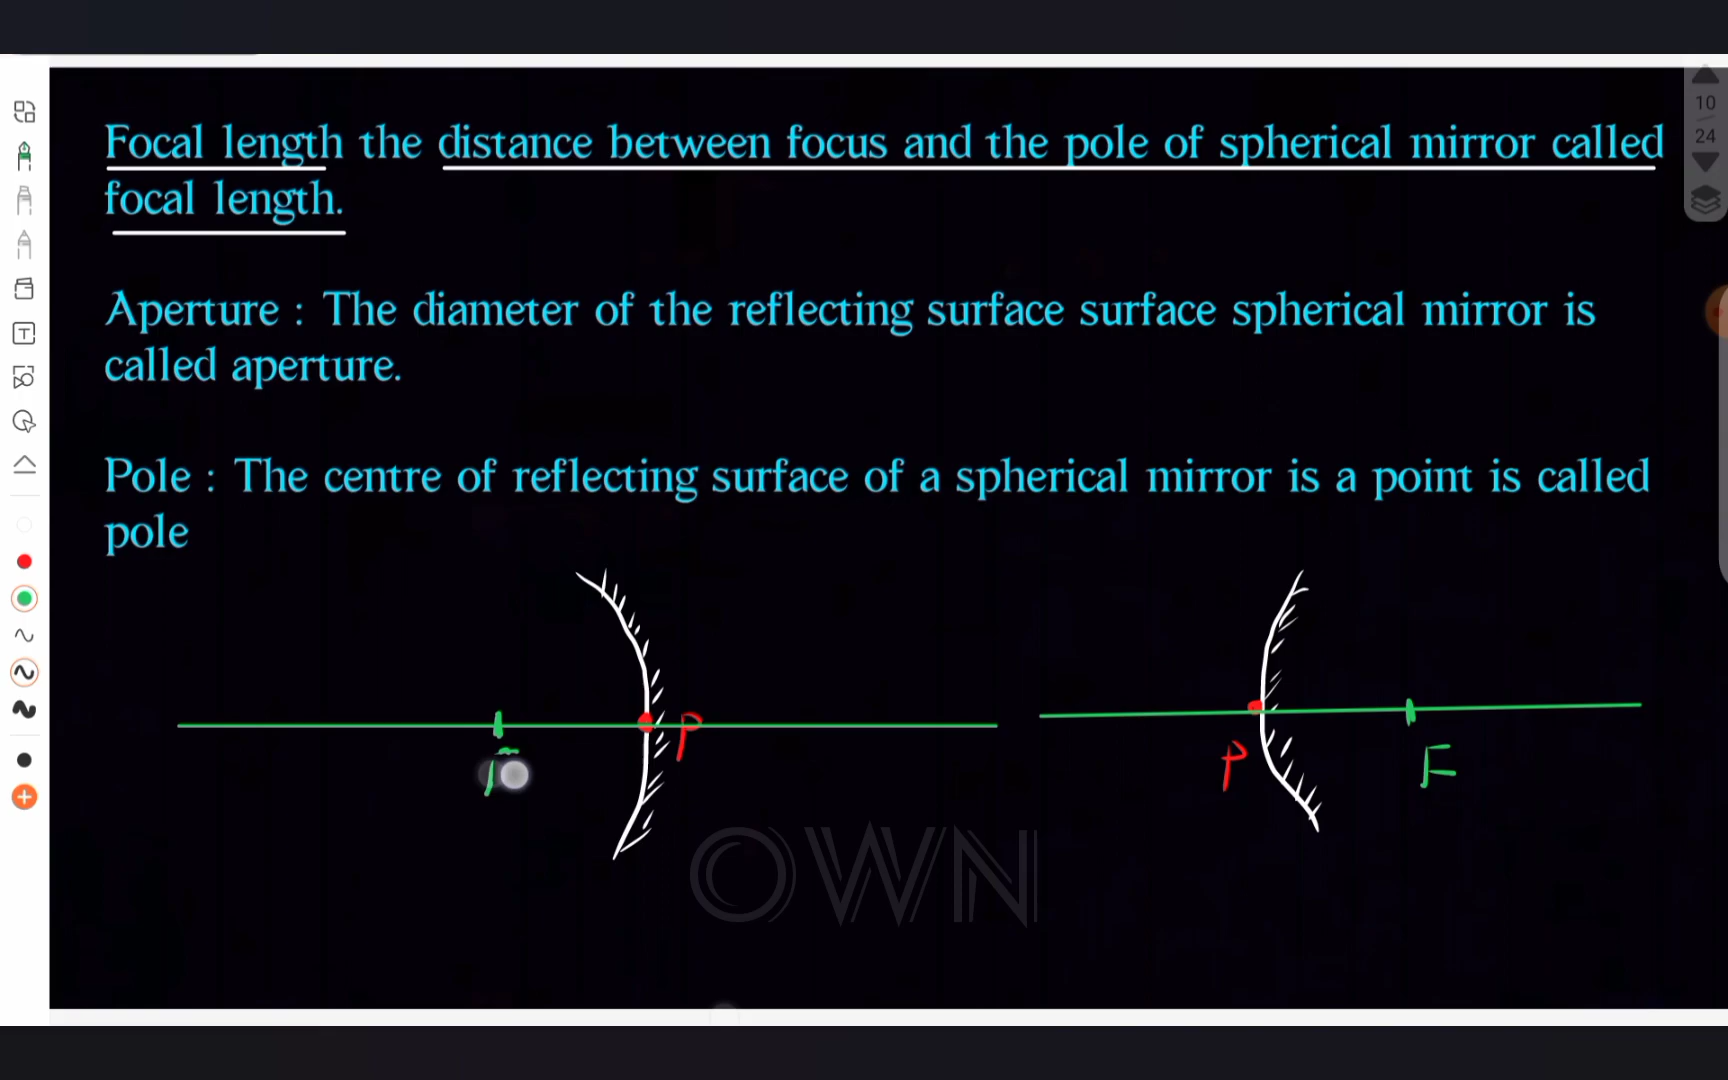 10
24
Focal length the distance between focus and the pole of spherical mirror called
focal length.
Aperture : The diameter of the reflecting surface surface spherical mirror is
called aperture.
Pole : The centre of reflecting surface of a spherical mirror is a point is called
pole
P
F
P
F
OWN